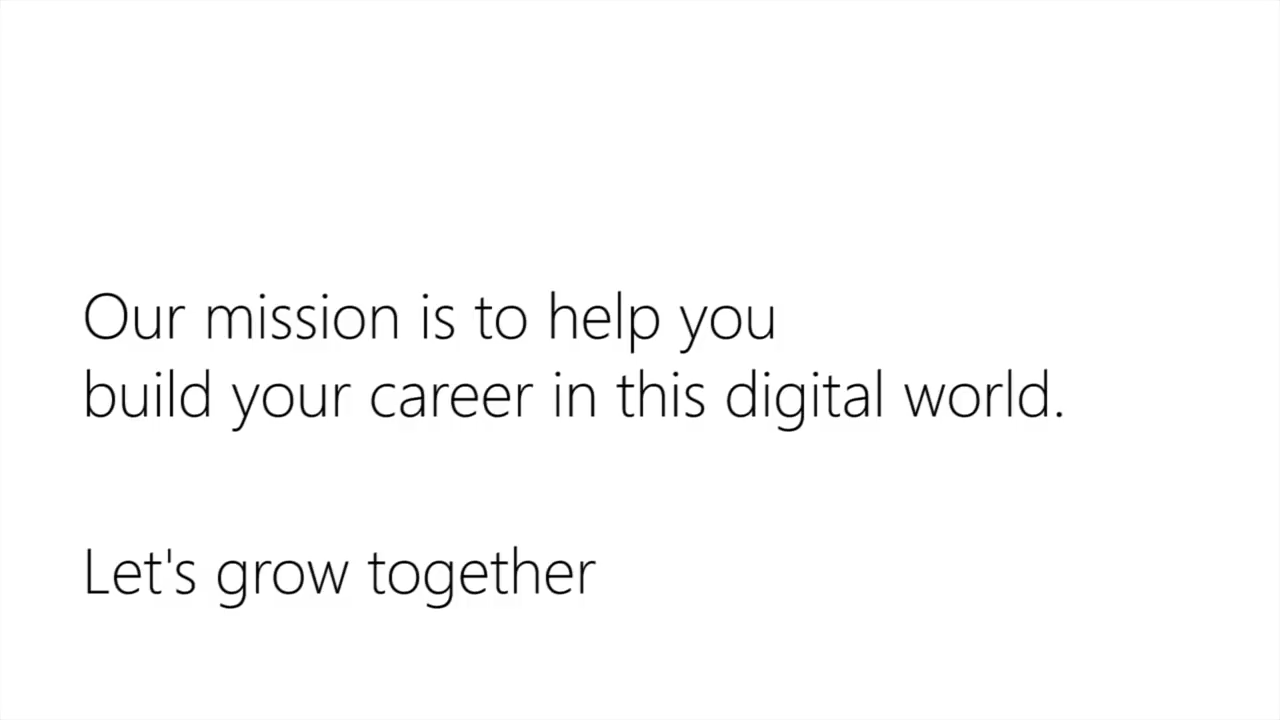 Our mission is to help you
build your career in this digital world.
Let's grow together